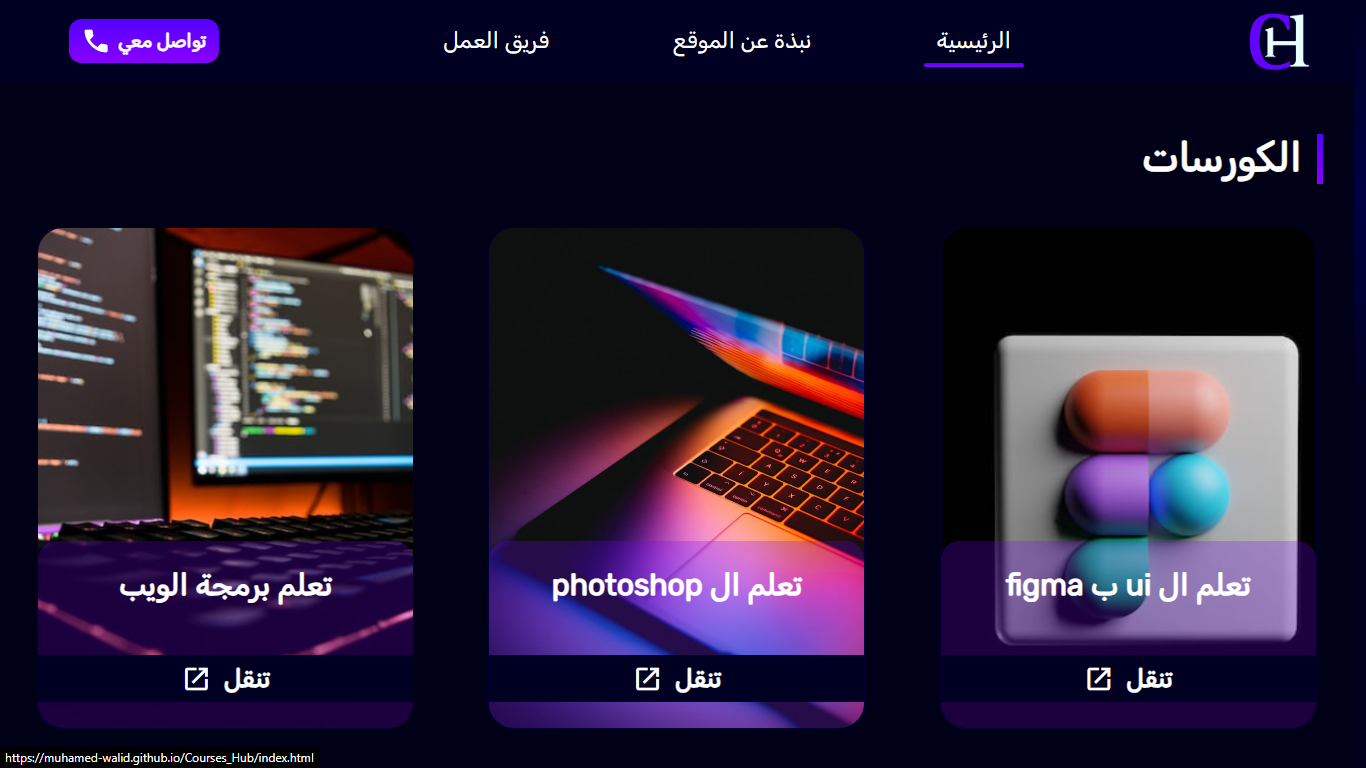 CH
الرئيسية
نبذة عن الموقع
فريق العمل
تواصل معي
الكورسات
تعلم ال ui ب figma
تنقل
تعلم ال photoshop
تنقل
تعلم برمجة الويب
تنقل
https://muhamed-walid.github.io/Courses_Hub/index.html